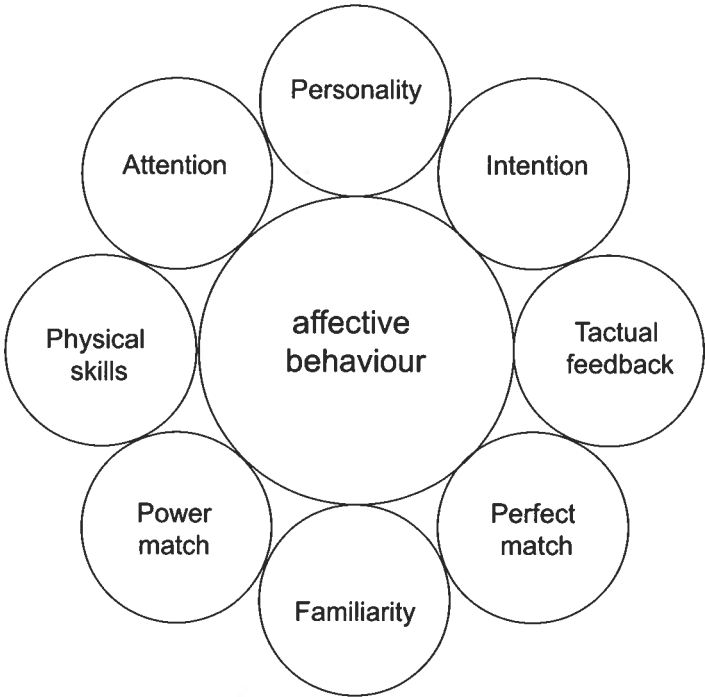 Personality
Attention
Intention
affective
behaviour
Physical
skills
Tactual
feedback
Power
match
Perfect
match
Familiarity